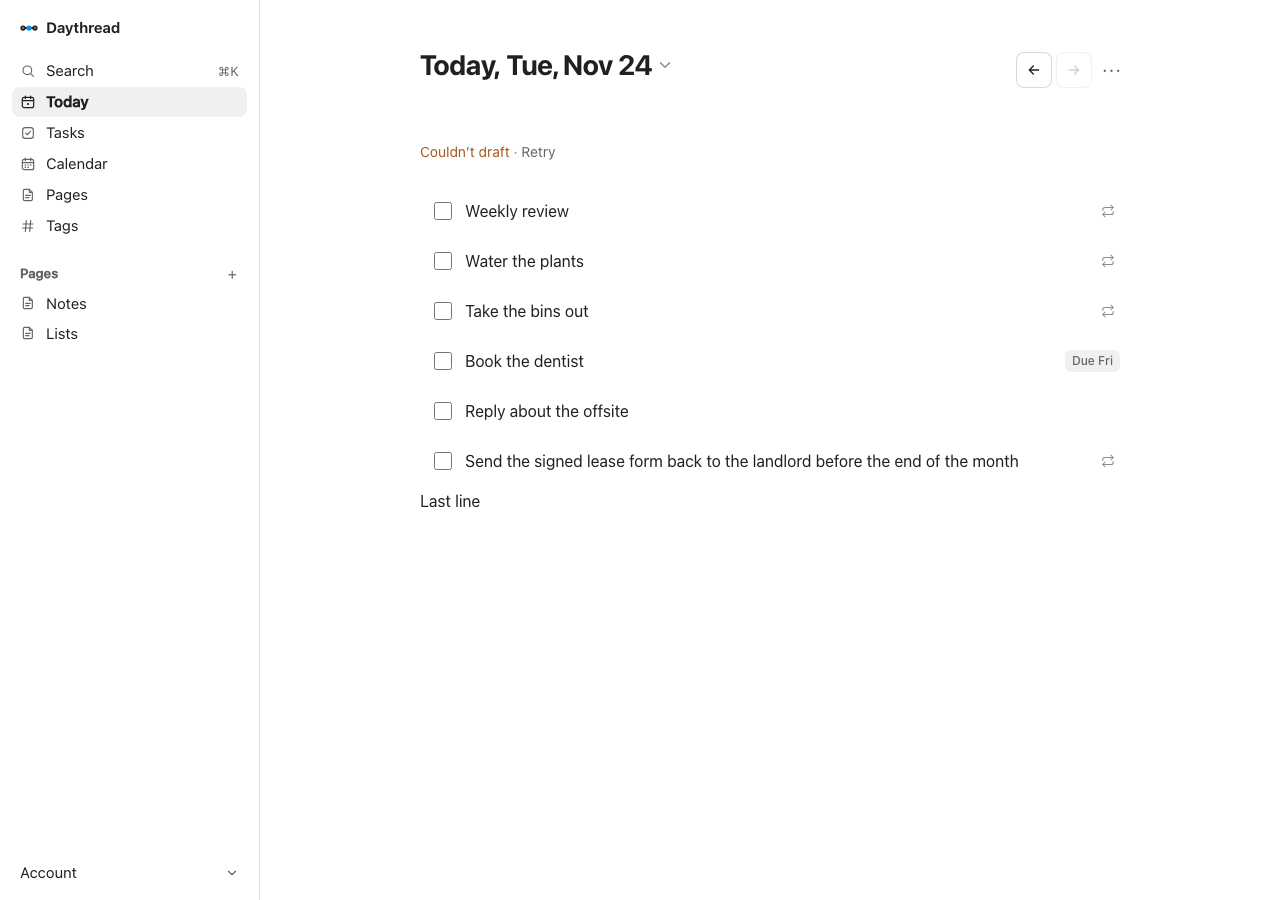 Daythread
Search ⌘K
Today
Tasks
Calendar
Pages
Tags
Pages +
Notes
Lists
Account
Today, Tue, Nov 24
Couldn’t draft · Retry
Weekly review
Water the plants
Take the bins out
Book the dentist Due Fri
Reply about the offsite
Send the signed lease form back to the landlord before the end of the month
Last line